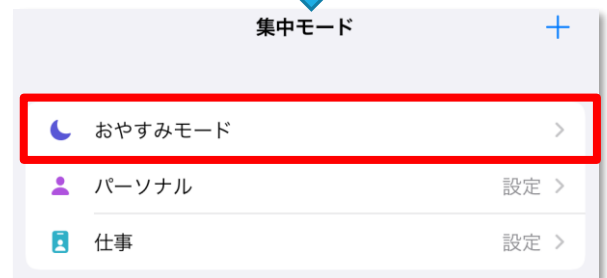 集中モード
おやすみモード
パーソナル 設定
仕事 設定